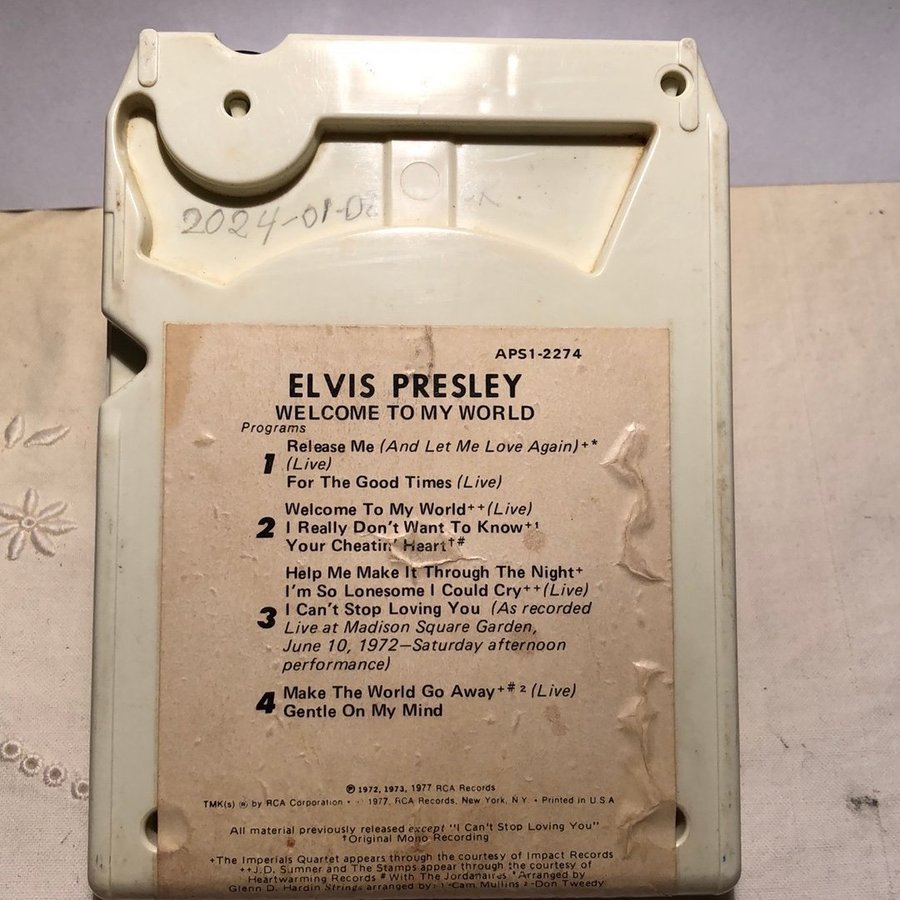 2024-01-02
APS1-2274
ELVIS PRESLEY
WELCOME TO MY WORLD
Programs
1 Release Me (And Let Me Love Again)+*
(Live)
For The Good Times (Live)
2 Welcome To My World++(Live)
I Really Don't Want To Know+¹
Your Cheatin' Heart†#
3 Help Me Make It Through The Night+
I'm So Lonesome I Could Cry++(Live)
I Can't Stop Loving You (As recorded
Live at Madison Square Garden,
June 10, 1972—Saturday afternoon
performance)
4 Make The World Go Away+#² (Live)
Gentle On My Mind
℗ 1972, 1973, 1977 RCA Records
TMK(s) ® by RCA Corporation • 1977, RCA Records, New York, N.Y. • Printed in U.S.A
All material previously released except "I Can't Stop Loving You"
†Original Mono Recording
+The Imperials Quartet appears through the courtesy of Impact Records
++J.D. Sumner and The Stamps appear through the courtesy of
Heartwarming Records # With The Jordanaires *Arranged by
Glenn D. Hardin Strings arranged by: ¹-Cam Mullins ²-Don Tweedy